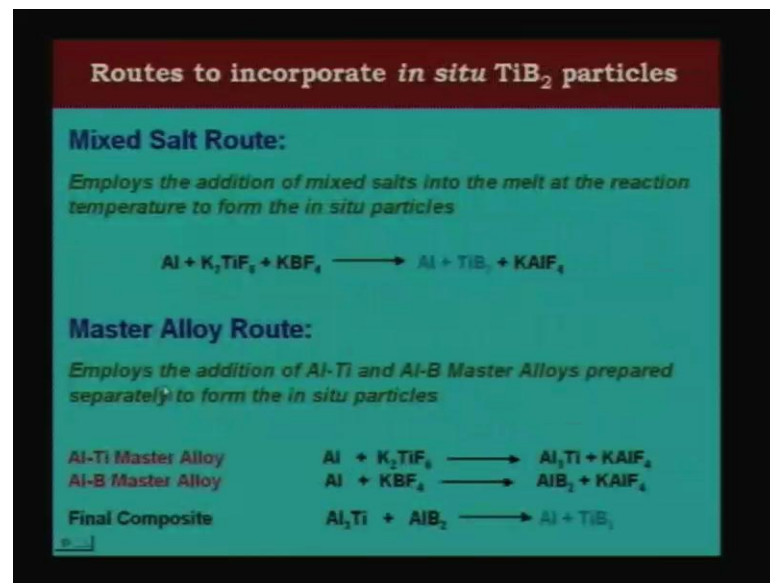 Routes to incorporate in situ TiB₂ particles
Mixed Salt Route:
Employs the addition of mixed salts into the melt at the reaction
temperature to form the in situ particles
Al + K₂TiF₆ + KBF₄ ⟶ Al + TiB₂ + KAlF₄
Master Alloy Route:
Employs the addition of Al-Ti and Al-B Master Alloys prepared
separately to form the in situ particles
Al-Ti Master Alloy Al + K₂TiF₆ ⟶ Al₃Ti + KAlF₄
Al-B Master Alloy Al + KBF₄ ⟶ AlB₂ + KAlF₄
Final Composite Al₃Ti + AlB₂ ⟶ Al + TiB₂